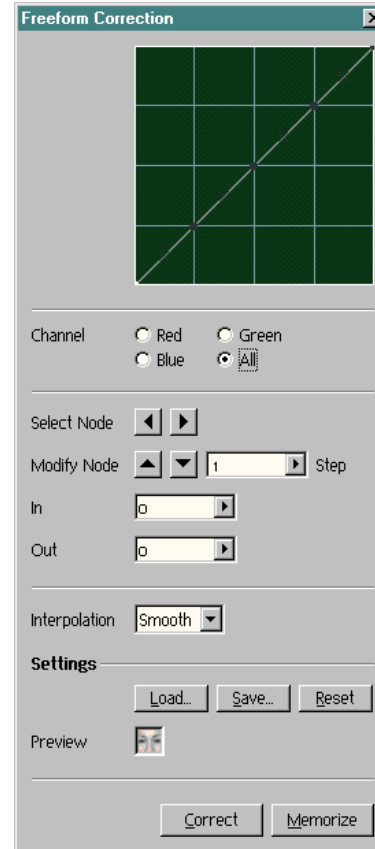 Freeform Correction
Channel Red Green
Blue All
Select Node
Modify Node 1 Step
In 0
Out 0
Interpolation Smooth
Settings
Load... Save... Reset
Preview
Correct Memorize